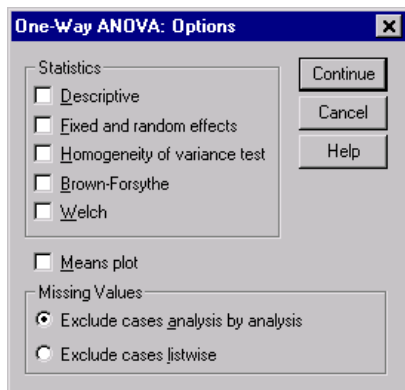 One-Way ANOVA: Options
Statistics
Descriptive
Fixed and random effects
Homogeneity of variance test
Brown-Forsythe
Welch
Means plot
Missing Values
Exclude cases analysis by analysis
Exclude cases listwise
Continue
Cancel
Help